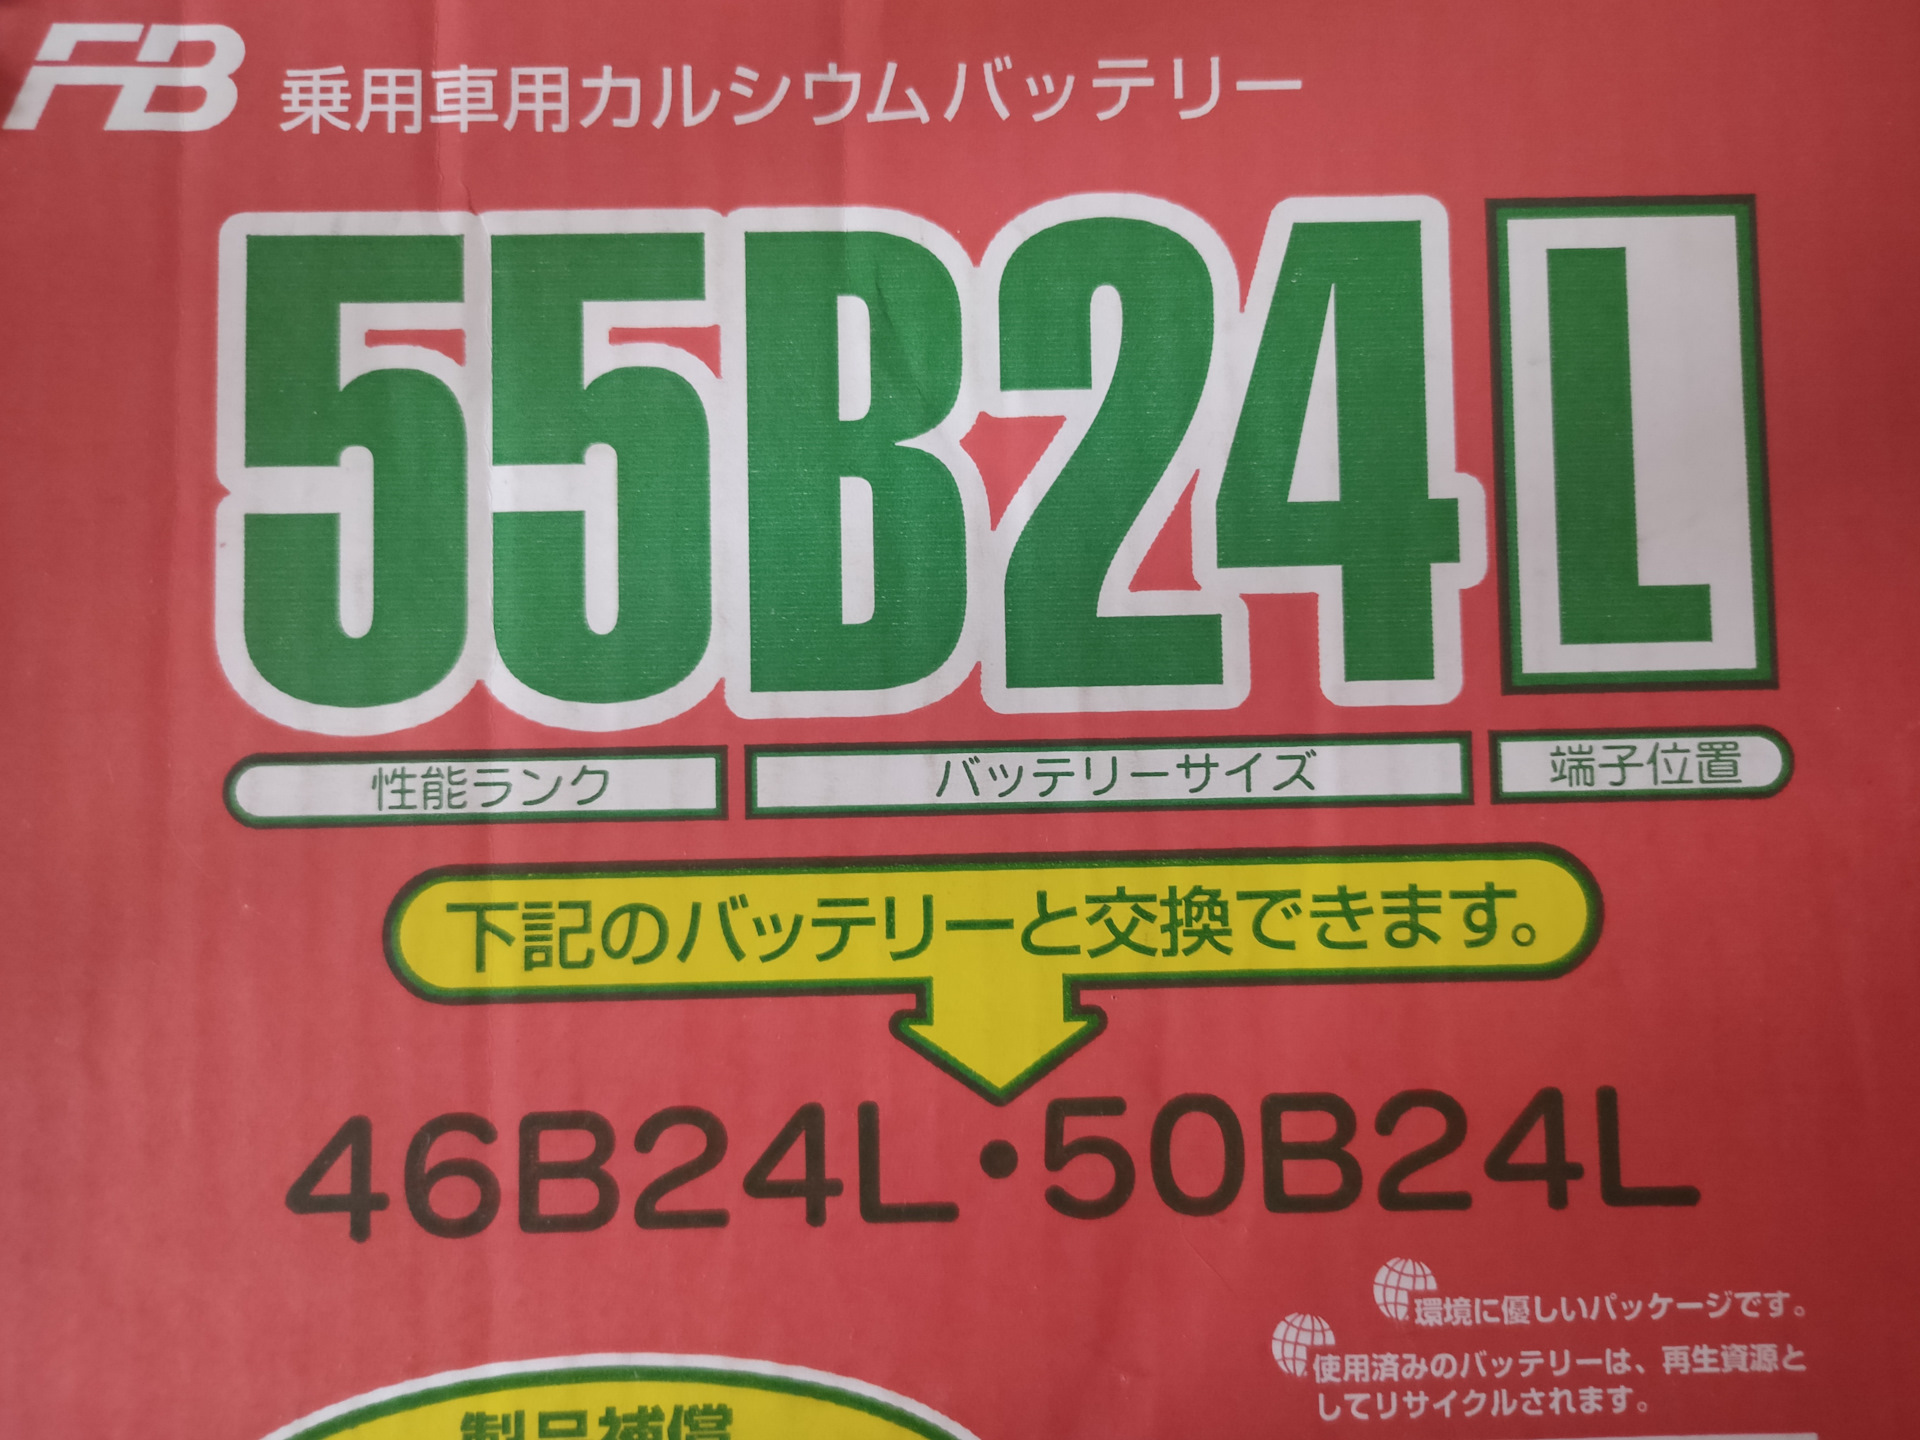 FB 乗用車用カルシウムバッテリー
55B24L
性能ランク バッテリーサイズ 端子位置
下記のバッテリーと交換できます。
46B24L・50B24L
環境に優しいパッケージです。
使用済みのバッテリーは、再生資源と
してリサイクルされます。
製品補償